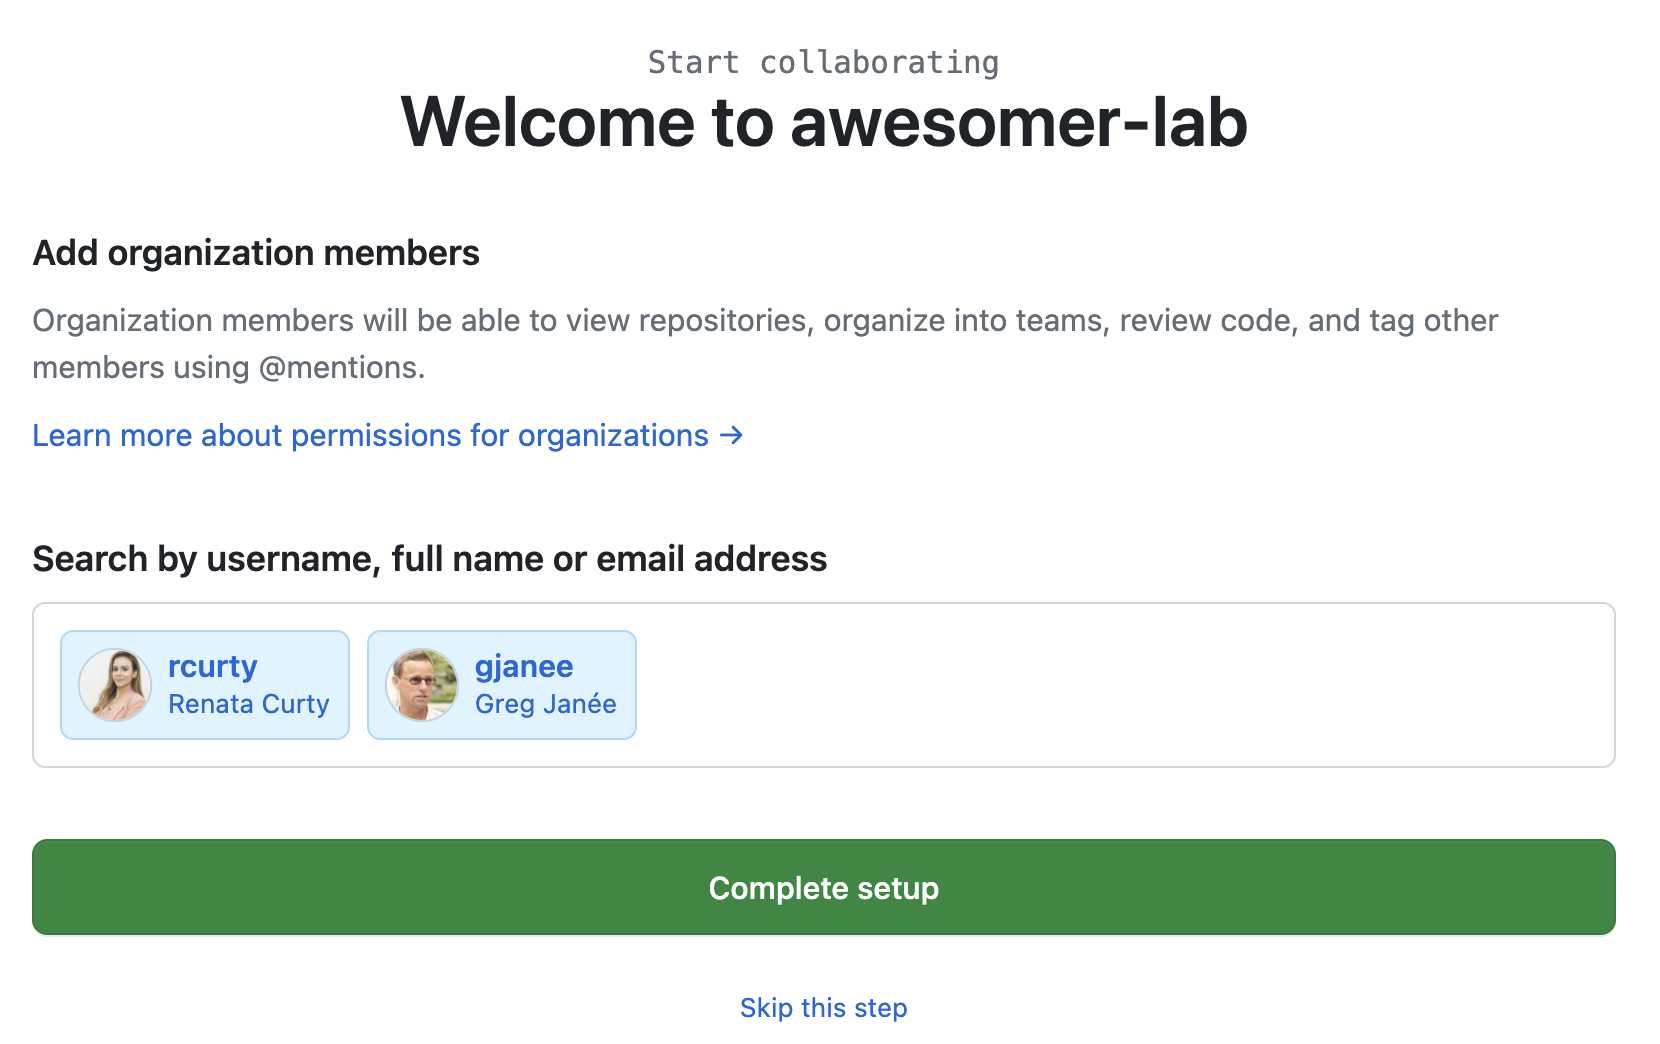 Start collaborating
Welcome to awesomer-lab
Add organization members
Organization members will be able to view repositories, organize into teams, review code, and tag other
members using @mentions.
Learn more about permissions for organizations →
Search by username, full name or email address
rcurty
Renata Curty
gjanee
Greg Janée
Complete setup
Skip this step